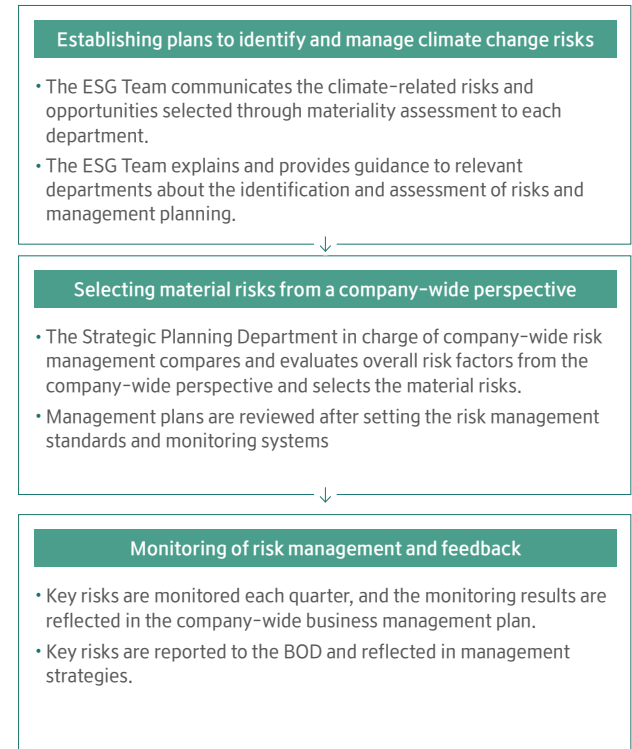 Establishing plans to identify and manage climate change risks
• The ESG Team communicates the climate-related risks and
opportunities selected through materiality assessment to each
department.
• The ESG Team explains and provides guidance to relevant
departments about the identification and assessment of risks and
management planning.
↓
Selecting material risks from a company-wide perspective
• The Strategic Planning Department in charge of company-wide risk
management compares and evaluates overall risk factors from the
company-wide perspective and selects the material risks.
• Management plans are reviewed after setting the risk management
standards and monitoring systems
↓
Monitoring of risk management and feedback
• Key risks are monitored each quarter, and the monitoring results are
reflected in the company-wide business management plan.
• Key risks are reported to the BOD and reflected in management
strategies.